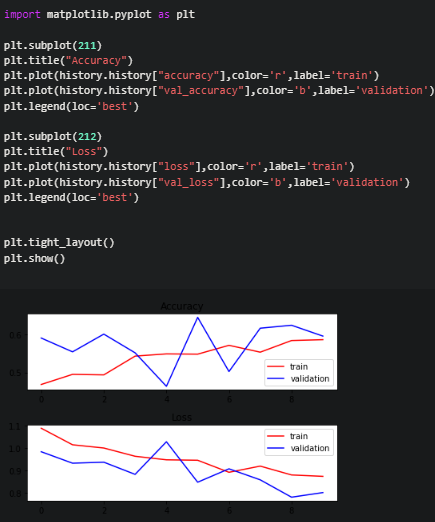 import matplotlib.pyplot as plt
plt.subplot(211)
plt.title("Accuracy")
plt.plot(history.history["accuracy"],color='r',label='train')
plt.plot(history.history["val_accuracy"],color='b',label='validation')
plt.legend(loc='best')
plt.subplot(212)
plt.title("Loss")
plt.plot(history.history["loss"],color='r',label='train')
plt.plot(history.history["val_loss"],color='b',label='validation')
plt.legend(loc='best')
plt.tight_layout()
plt.show()
Accuracy
0.6
0.5
train
validation
0 2 4 6 8
Loss
1.1
1.0
0.9
0.8
train
validation
0 2 4 6 8